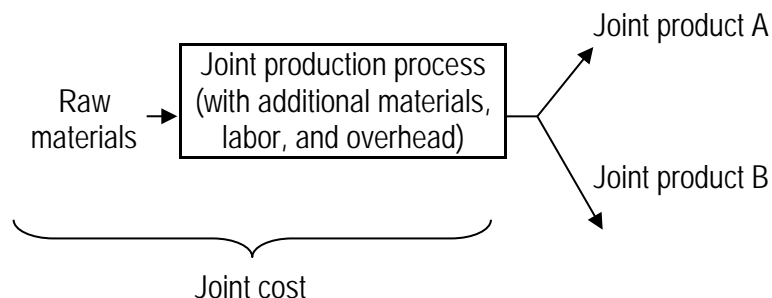 Joint product A
Joint production process
(with additional materials,
labor, and overhead)
Raw
materials
Joint product B
Joint cost